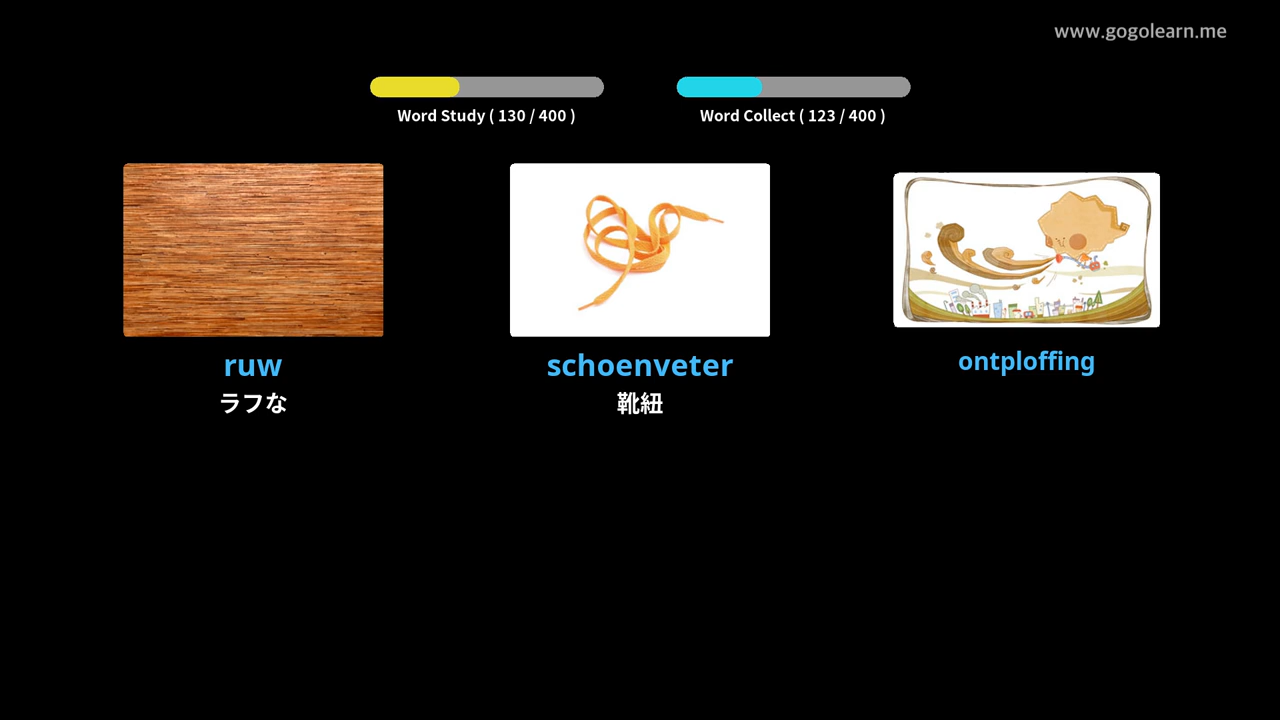 www.gogolearn.me
Word Study ( 130 / 400 )
Word Collect ( 123 / 400 )
ruw
schoenveter
ontploffing
ラフな
靴紐